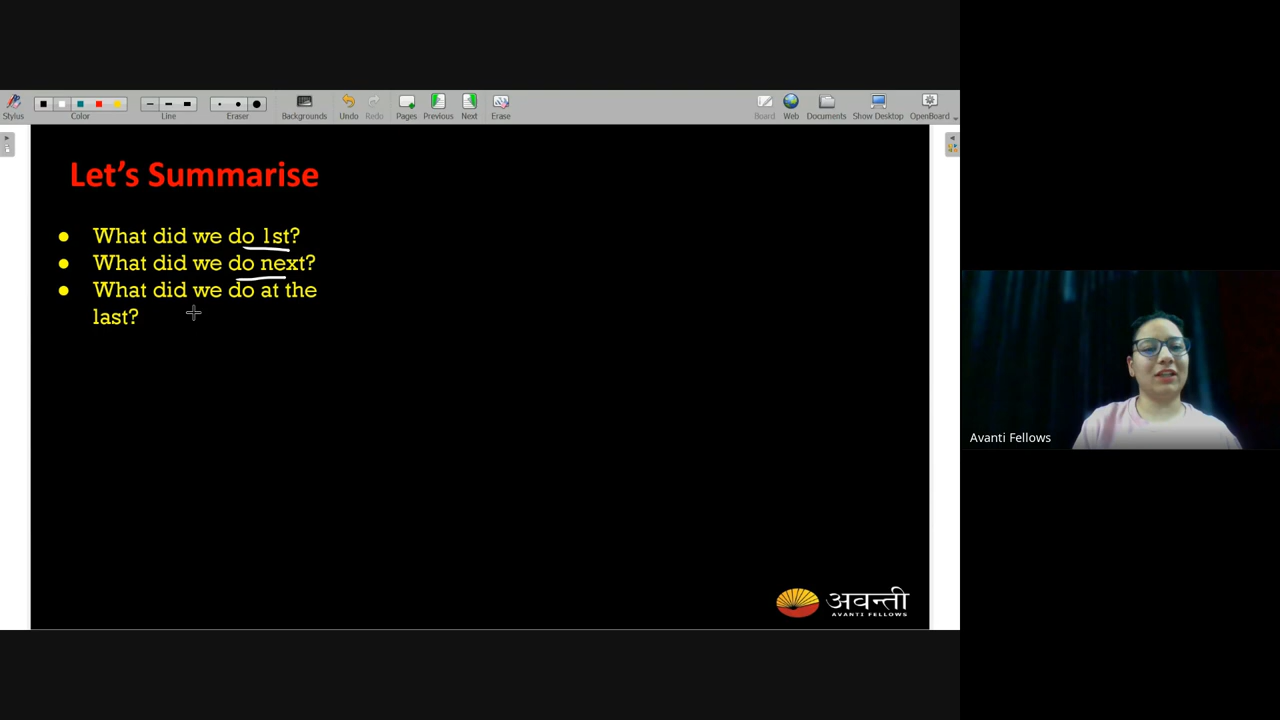 Stylus
Color
Line
Eraser
Backgrounds
Undo
Redo
Pages
Previous
Next
Erase
Board
Web
Documents
Show Desktop
OpenBoard
Let's Summarise
● What did we do 1st?
● What did we do next?
● What did we do at the
last?
Avanti Fellows
अवन्ती
AVANTI FELLOWS